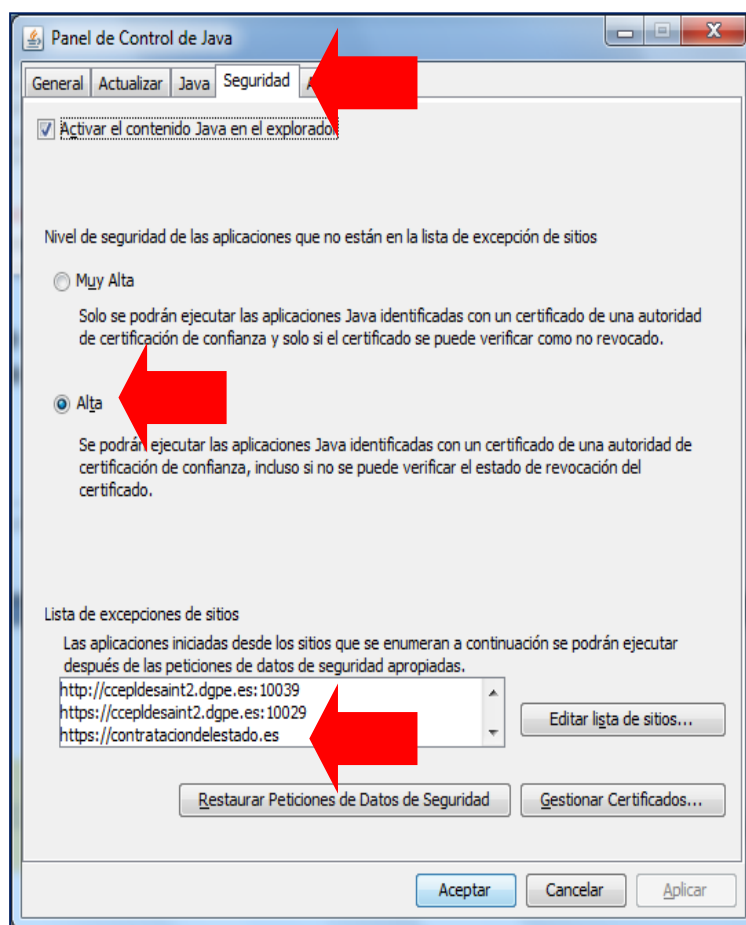 Panel de Control de Java
General Actualizar Java Seguridad
Activar el contenido Java en el explorador
Nivel de seguridad de las aplicaciones que no están en la lista de excepción de sitios
Muy Alta
Solo se podrán ejecutar las aplicaciones Java identificadas con un certificado de una autoridad
de certificación de confianza y solo si el certificado se puede verificar como no revocado.
Alta
Se podrán ejecutar las aplicaciones Java identificadas con un certificado de una autoridad de
certificación de confianza, incluso si no se puede verificar el estado de revocación del
certificado.
Lista de excepciones de sitios
Las aplicaciones iniciadas desde los sitios que se enumeran a continuación se podrán ejecutar
después de las peticiones de datos de seguridad apropiadas.
http://ccepldesaint2.dgpe.es:10039
https://ccepldesaint2.dgpe.es:10029
https://contrataciondelestado.es
Editar lista de sitios...
Restaurar Peticiones de Datos de Seguridad Gestionar Certificados...
Aceptar Cancelar Aplicar